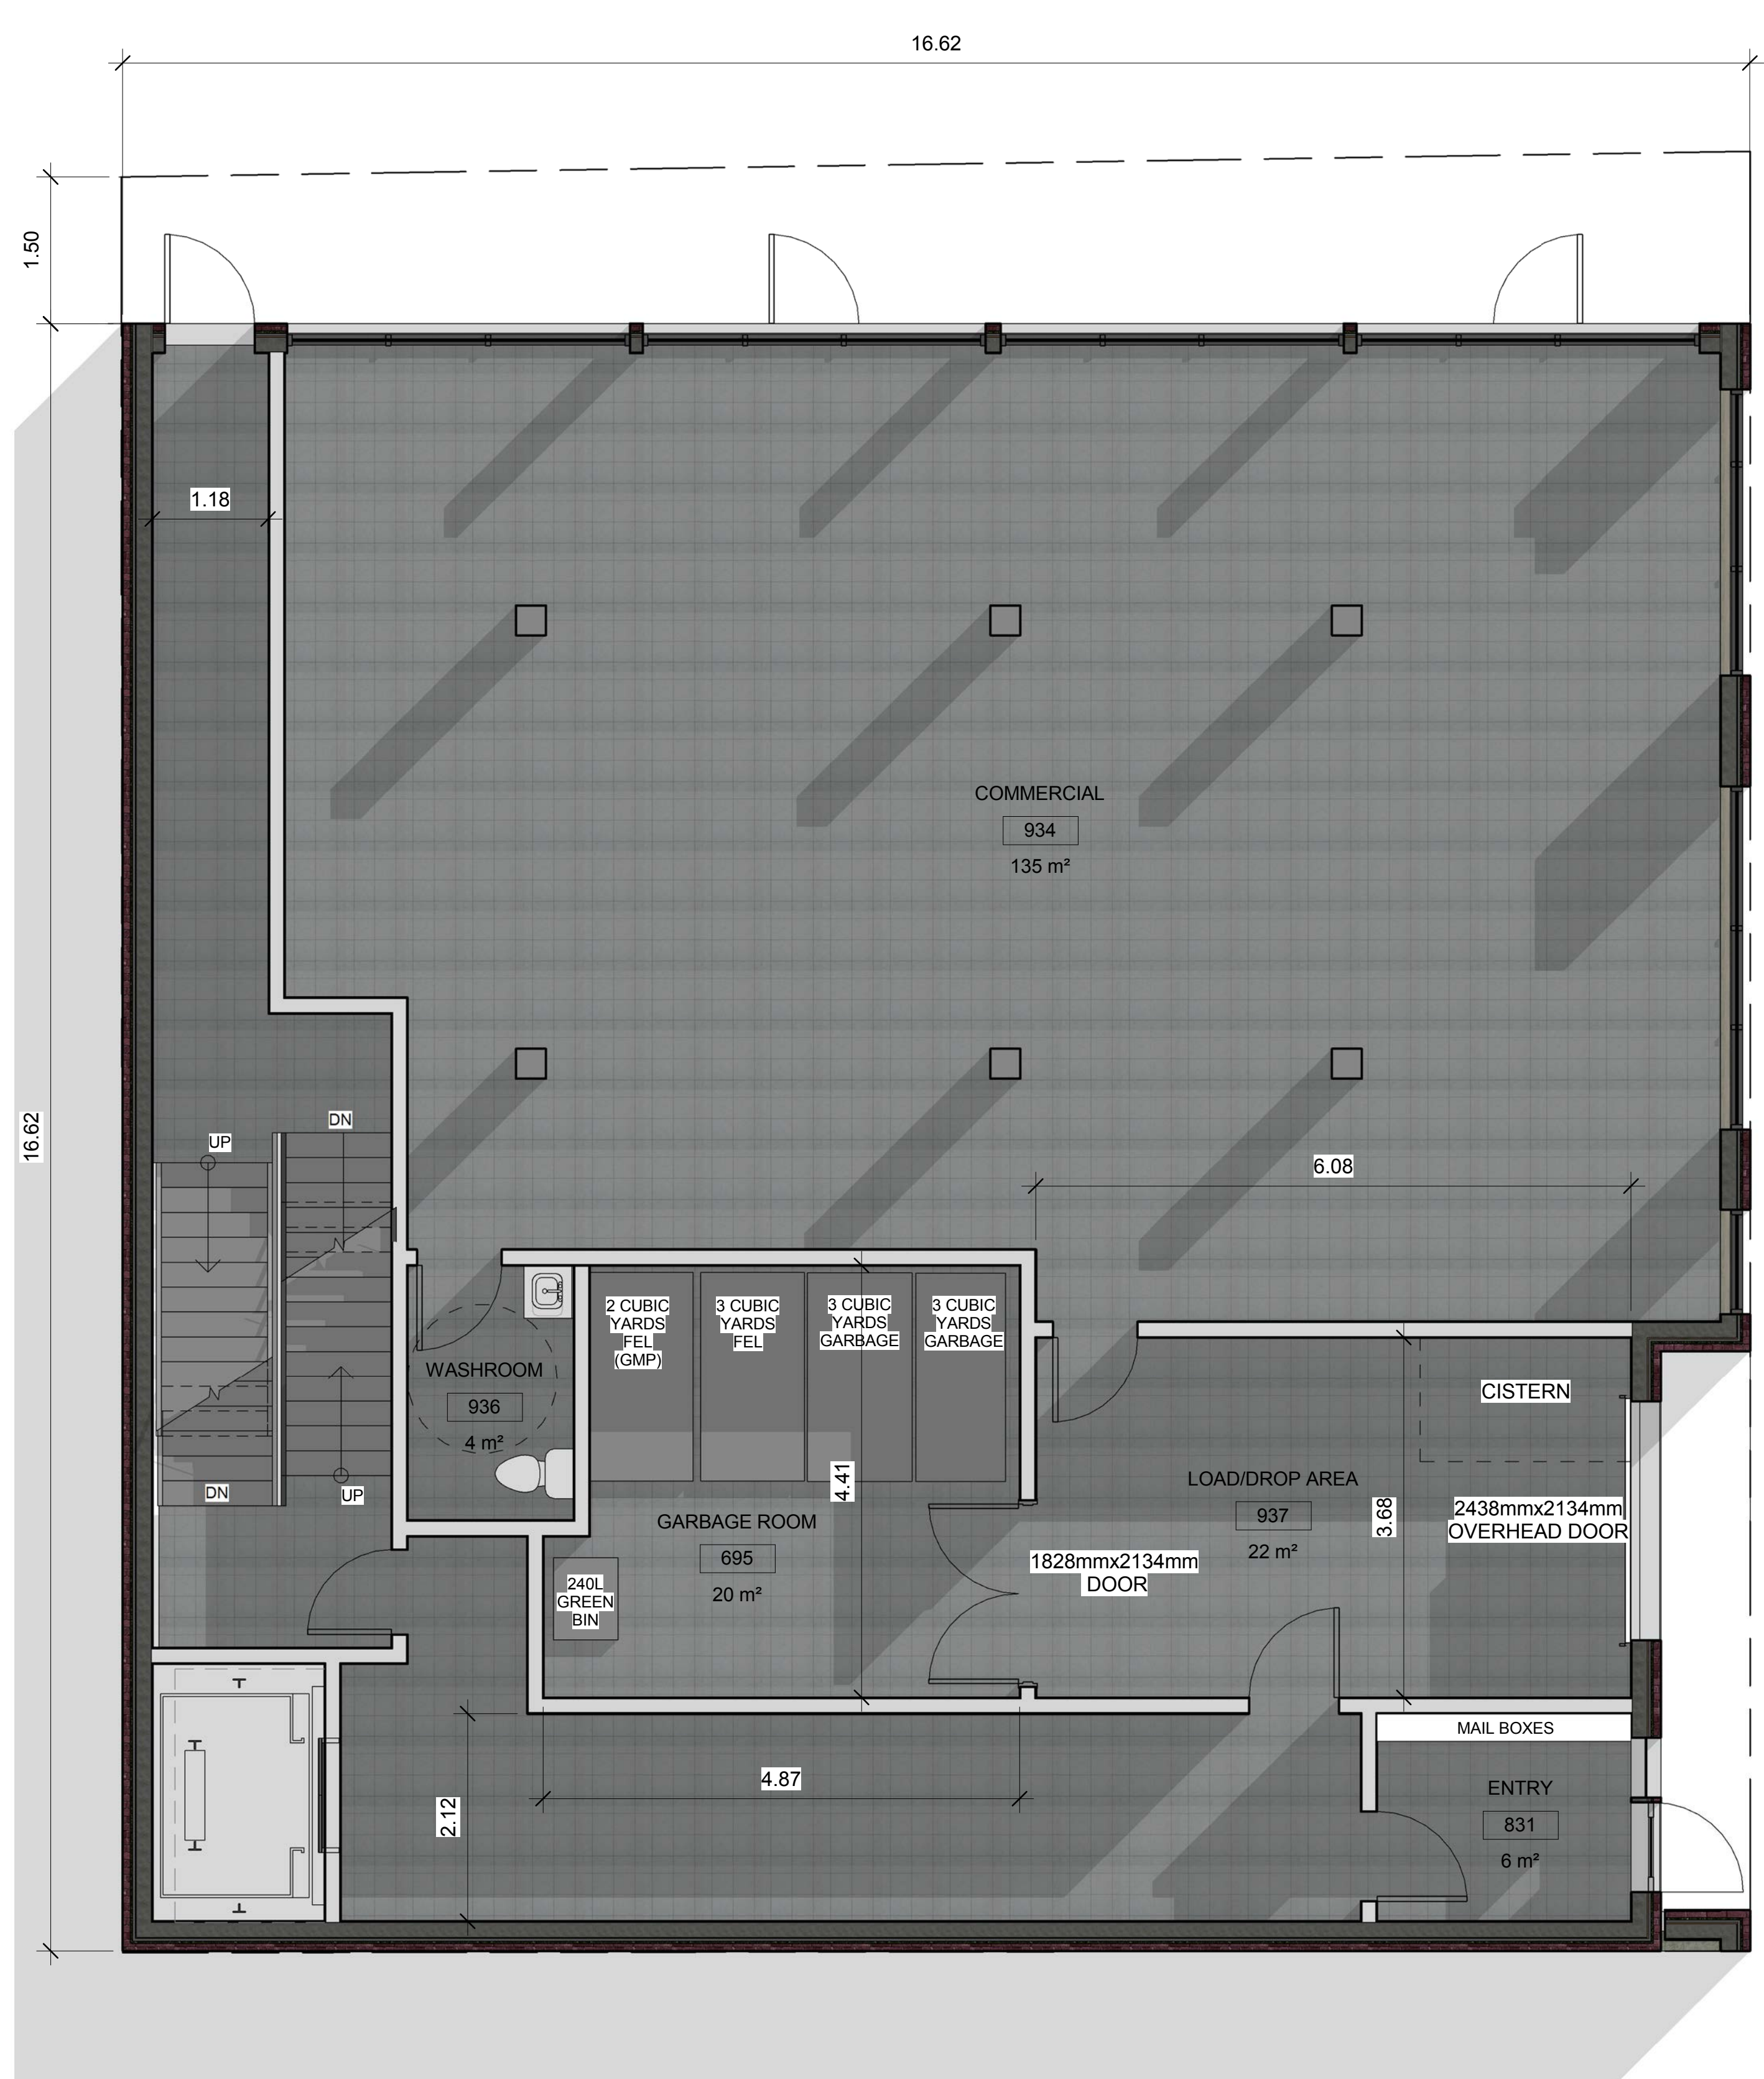 16.62
1.50
1.18
COMMERCIAL
934
135 m²
16.62
DN
UP
6.08
2 CUBIC
YARDS
FEL
(GMP)
3 CUBIC
YARDS
FEL
3 CUBIC
YARDS
GARBAGE
3 CUBIC
YARDS
GARBAGE
WASHROOM
936
4 m²
CISTERN
4.41
LOAD/DROP AREA
937
22 m²
3.68
2438mmx2134mm
OVERHEAD DOOR
DN
UP
GARBAGE ROOM
695
20 m²
1828mmx2134mm
DOOR
240L
GREEN
BIN
MAIL BOXES
4.87
2.12
ENTRY
831
6 m²